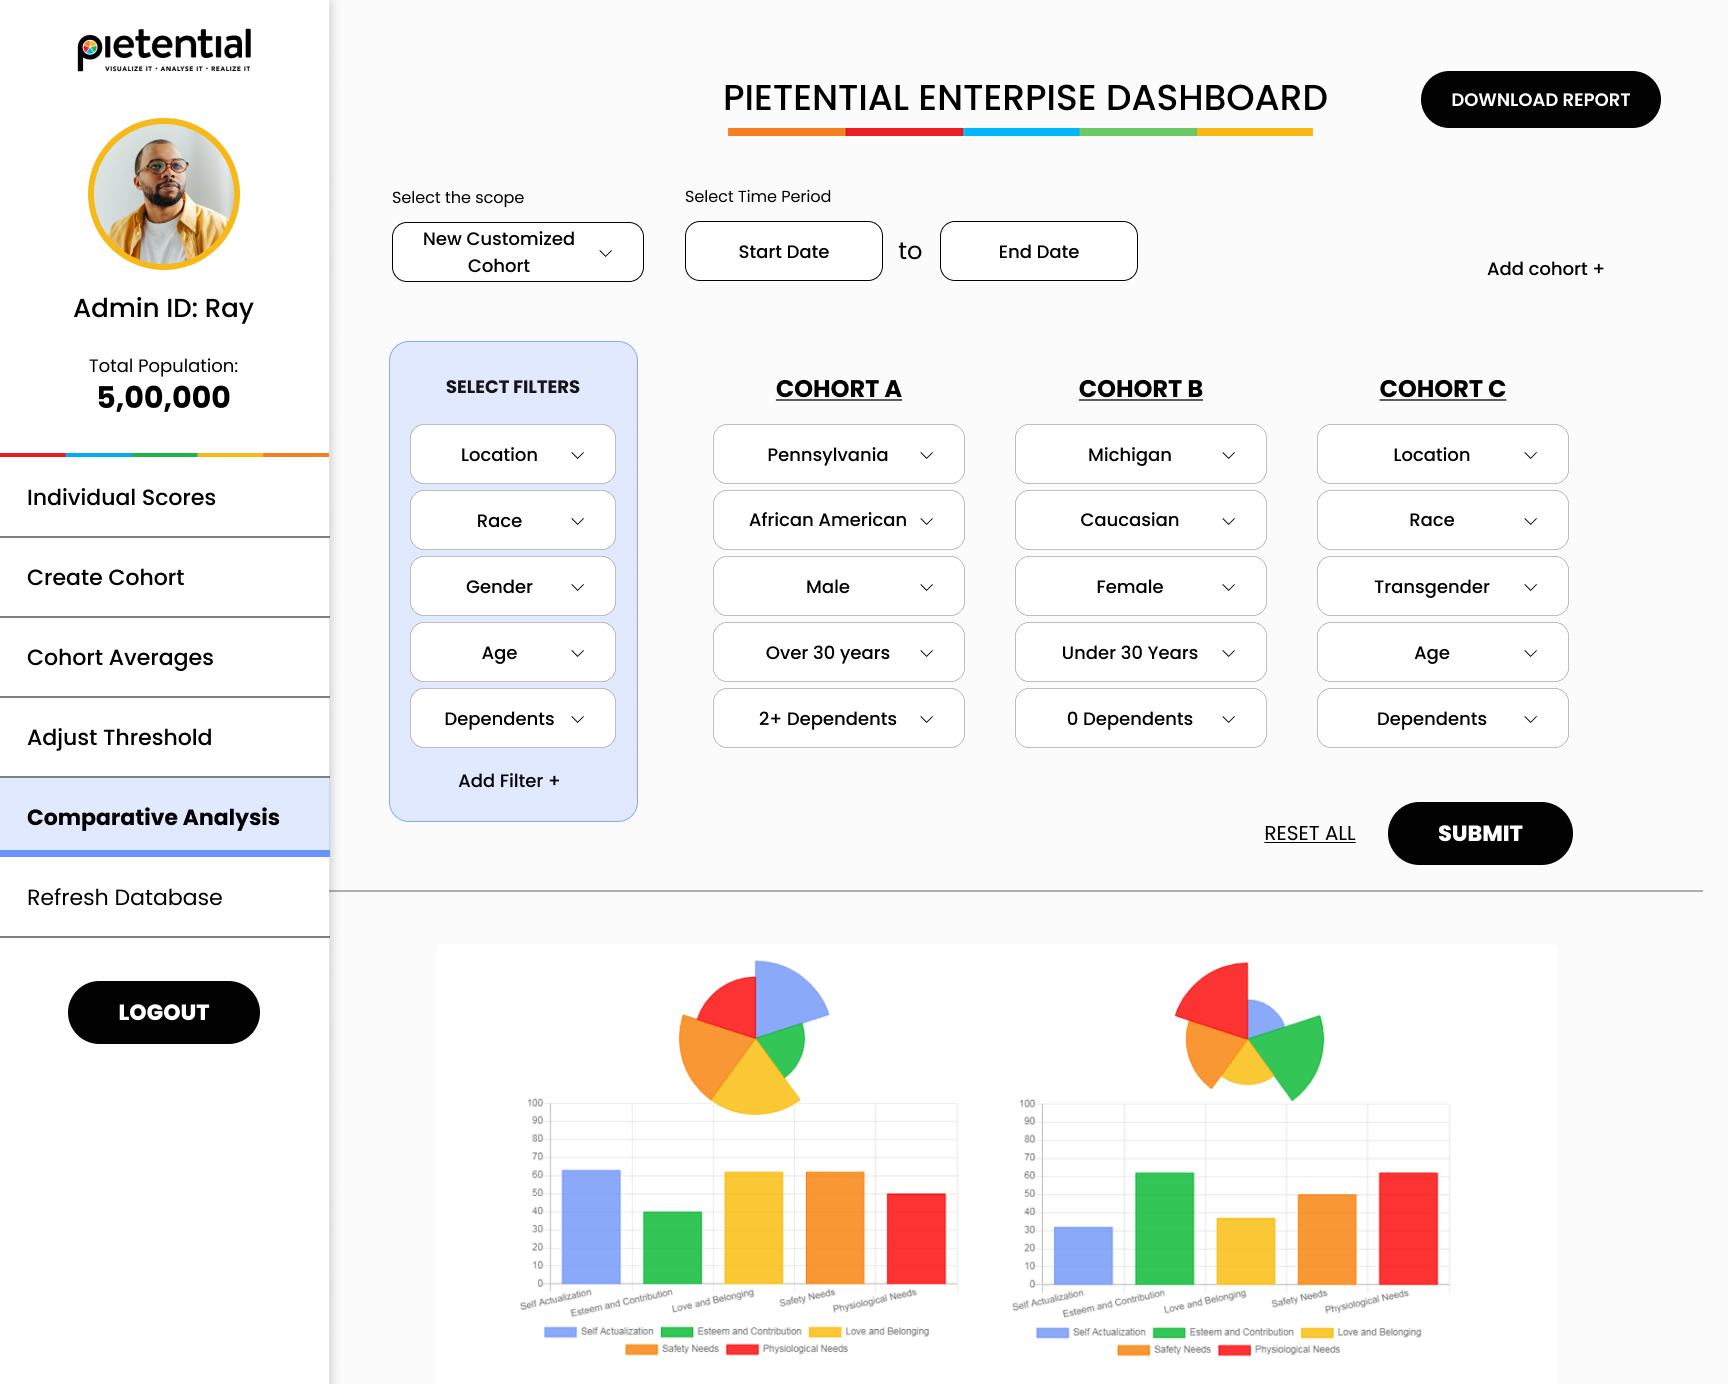 pietential
VISUALIZE IT • ANALYSE IT • REALIZE IT
Admin ID: Ray
Total Population:
5,00,000
Individual Scores
Create Cohort
Cohort Averages
Adjust Threshold
Comparative Analysis
Refresh Database
LOGOUT
PIETENTIAL ENTERPISE DASHBOARD
DOWNLOAD REPORT
Select the scope
New Customized
Cohort
Select Time Period
Start Date
to
End Date
Add cohort +
SELECT FILTERS
Location
Race
Gender
Age
Dependents
Add Filter +
COHORT A
Pennsylvania
African American
Male
Over 30 years
2+ Dependents
COHORT B
Michigan
Caucasian
Female
Under 30 Years
0 Dependents
COHORT C
Location
Race
Transgender
Age
Dependents
RESET ALL
SUBMIT
100
90
80
70
60
50
40
30
20
10
0
Self Actualization
Esteem and Contribution
Love and Belonging
Safety Needs
Physiological Needs
Self Actualization
Esteem and Contribution
Love and Belonging
Safety Needs
Physiological Needs
100
90
80
70
60
50
40
30
20
10
0
Self Actualization
Esteem and Contribution
Love and Belonging
Safety Needs
Physiological Needs
Self Actualization
Esteem and Contribution
Love and Belonging
Safety Needs
Physiological Needs